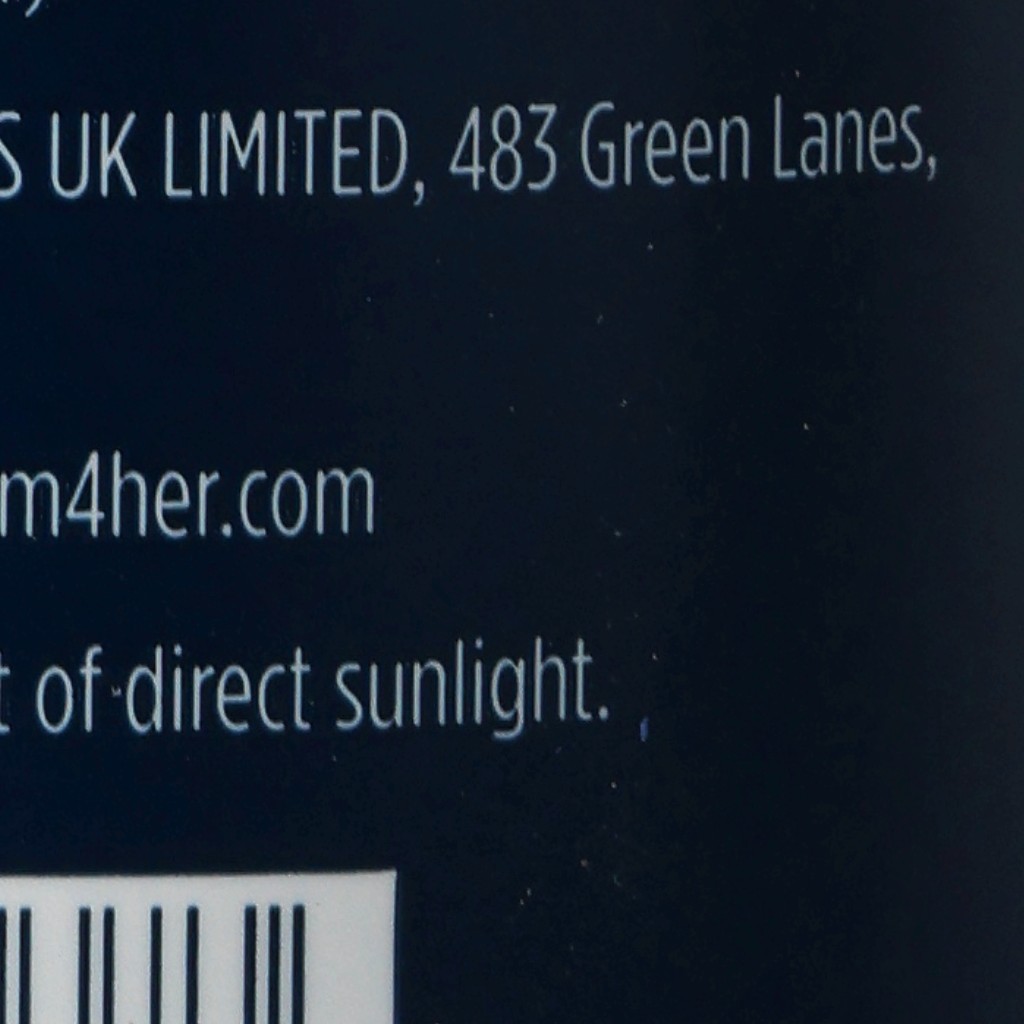 S UK LIMITED, 483 Green Lanes,
m4her.com
t of direct sunlight.